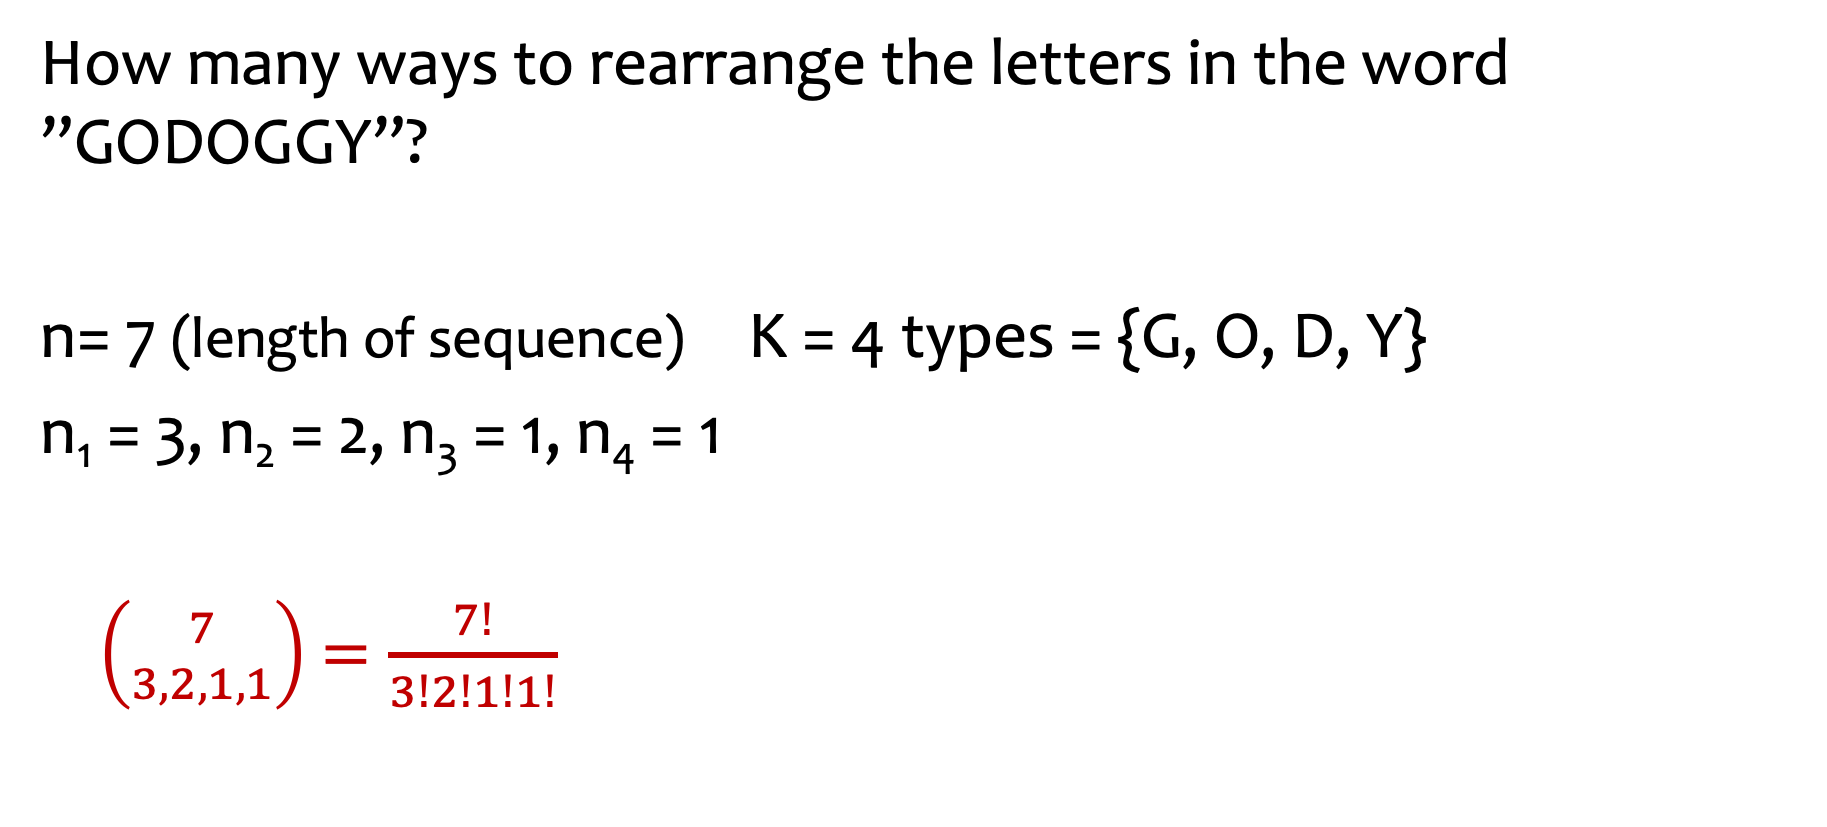 How many ways to rearrange the letters in the word
”GODOGGY”?
n= 7 (length of sequence) K = 4 types = {G, O, D, Y}
n₁ = 3, n₂ = 2, n₃ = 1, n₄ = 1
( 7 3,2,1,1 ) = 7! / 3!2!1!1!